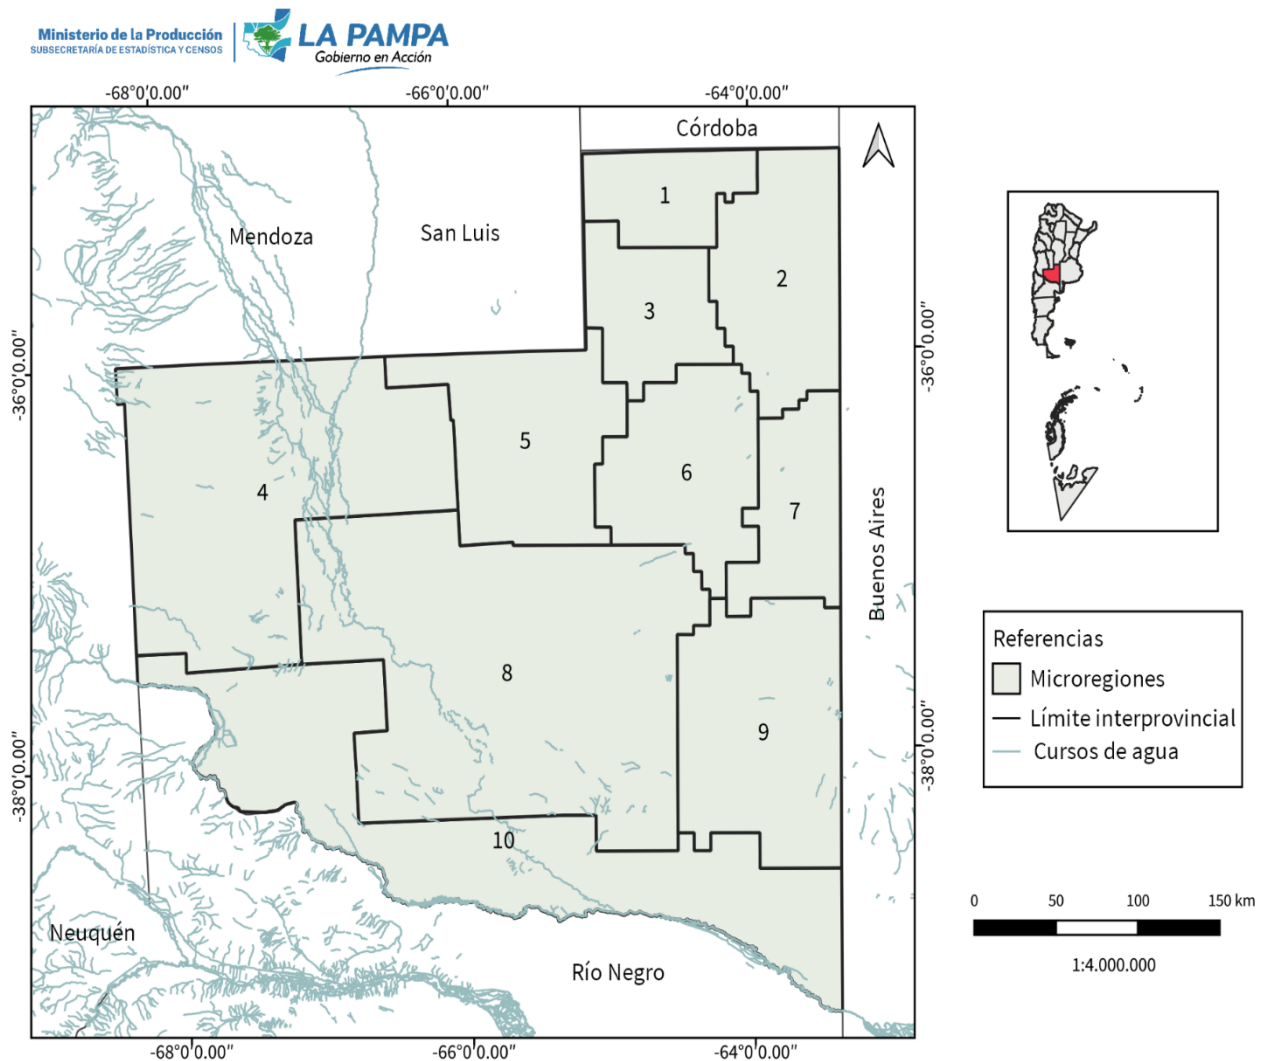 Ministerio de la Producción
SUBSECRETARÍA DE ESTADÍSTICA Y CENSOS
LA PAMPA
Gobierno en Acción
-68°0'0.00″
-66°0'0.00″
-64°0'0.00″
Córdoba
1
Mendoza
San Luis
2
3
-36°0'0.00″
-36°0'0.00″
4
5
6
7
Buenos Aires
8
9
-38°0'0.00″
-38°0'0.00″
10
Neuquén
Río Negro
-68°0'0.00″
-66°0'0.00″
-64°0'0.00″
Referencias
Microregiones
Límite interprovincial
Cursos de agua
0 50 100 150 km
1:4.000.000